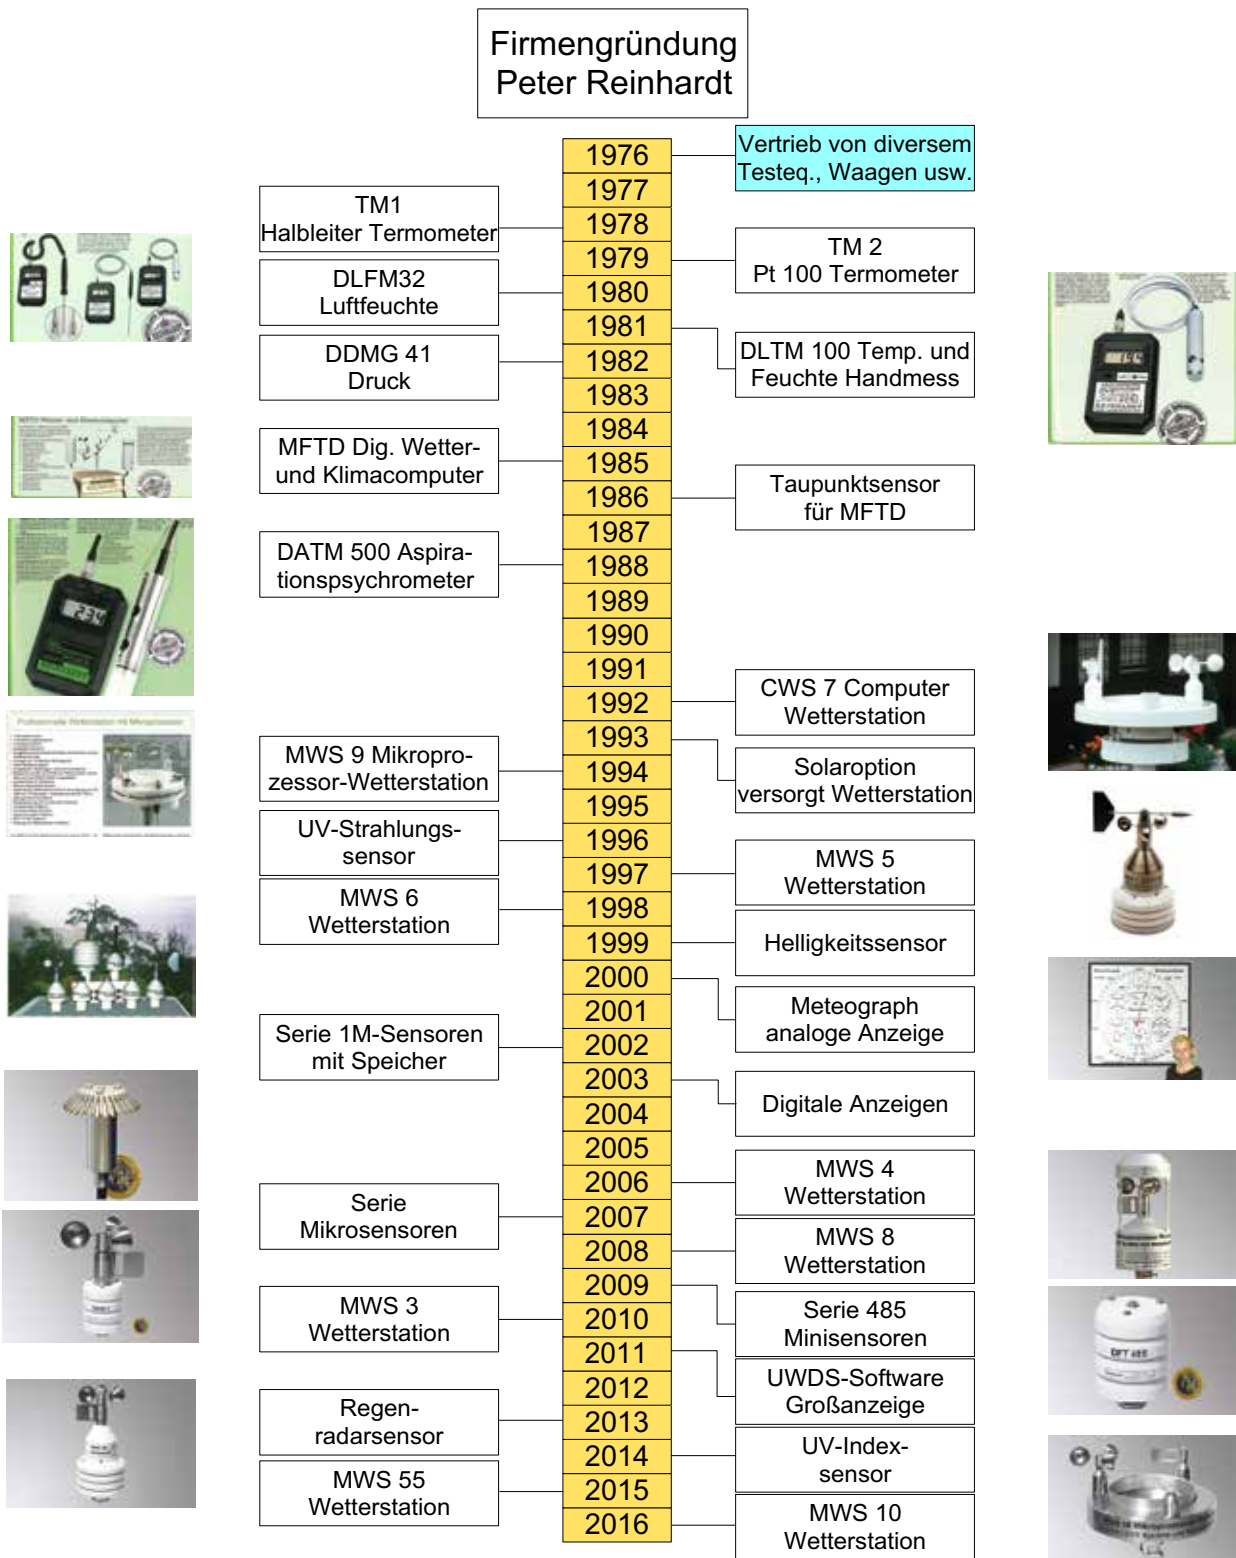 Firmengründung
Peter Reinhardt
1976
Vertrieb von diversem
Testeq., Waagen usw.
1977
TM1
Halbleiter Termometer
1978
1979
TM 2
Pt 100 Termometer
DLFM32
Luftfeuchte
1980
1981
DLTM 100 Temp. und
Feuchte Handmess
DDMG 41
Druck
1982
1983
1984
MFTD Dig. Wetter-
und Klimacomputer
1985
1986
Taupunktsensor
für MFTD
1987
DATM 500 Aspira-
tionspsychrometer
1988
1989
1990
1991
1992
CWS 7 Computer
Wetterstation
1993
Solaroption
versorgt Wetterstation
MWS 9 Mikropro-
zessor-Wetterstation
1994
1995
UV-Strahlungs-
sensor
1996
1997
MWS 5
Wetterstation
MWS 6
Wetterstation
1998
1999
Helligkeitssensor
2000
Meteograph
analoge Anzeige
2001
Serie 1M-Sensoren
mit Speicher
2002
2003
Digitale Anzeigen
2004
2005
2006
MWS 4
Wetterstation
Serie
Mikrosensoren
2007
2008
MWS 8
Wetterstation
2009
Serie 485
Minisensoren
MWS 3
Wetterstation
2010
2011
UWDS-Software
Großanzeige
2012
Regen-
radarsensor
2013
2014
UV-Index-
sensor
MWS 55
Wetterstation
2015
2016
MWS 10
Wetterstation
23.4
DFT 485